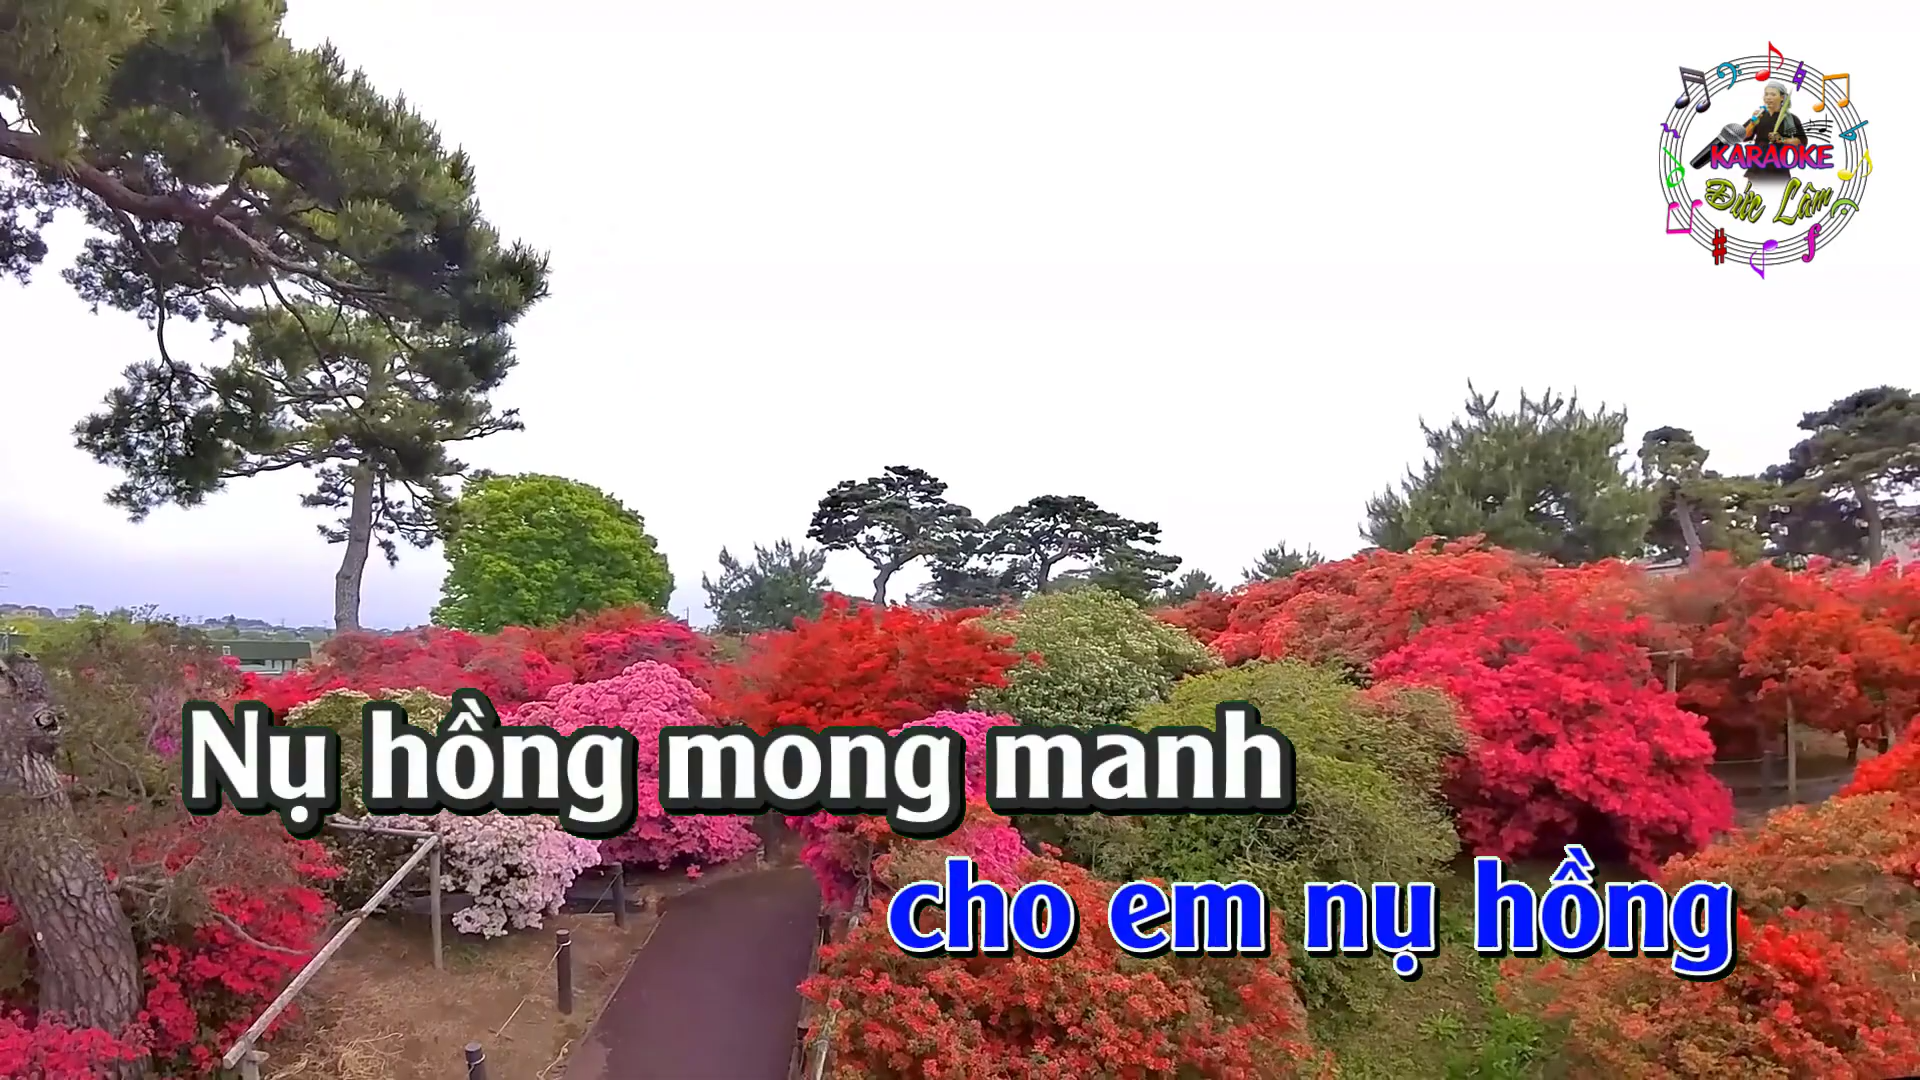 KARAOKE
Đức Lâm
Nụ hồng mong manh
cho em nụ hồng